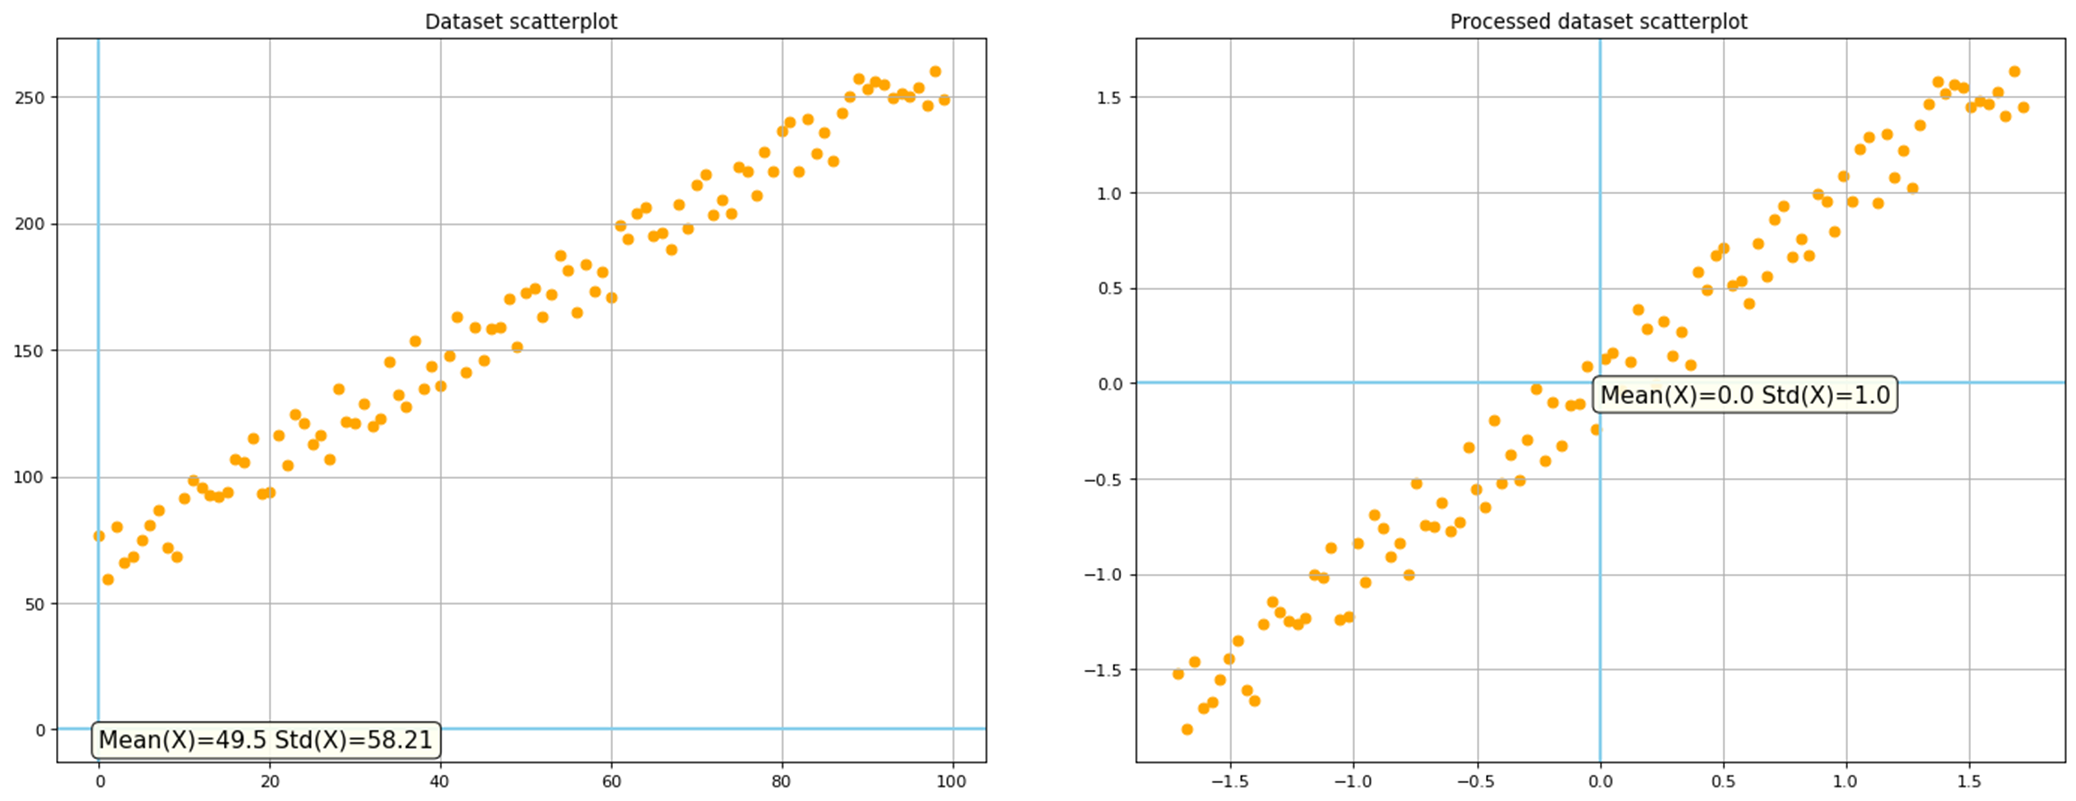 Dataset scatterplot
250
200
150
100
50
0
Mean(X)=49.5 Std(X)=58.21
0 20 40 60 80 100
Processed dataset scatterplot
1.5
1.0
0.5
0.0
−0.5
−1.0
−1.5
Mean(X)=0.0 Std(X)=1.0
−1.5 −1.0 −0.5 0.0 0.5 1.0 1.5